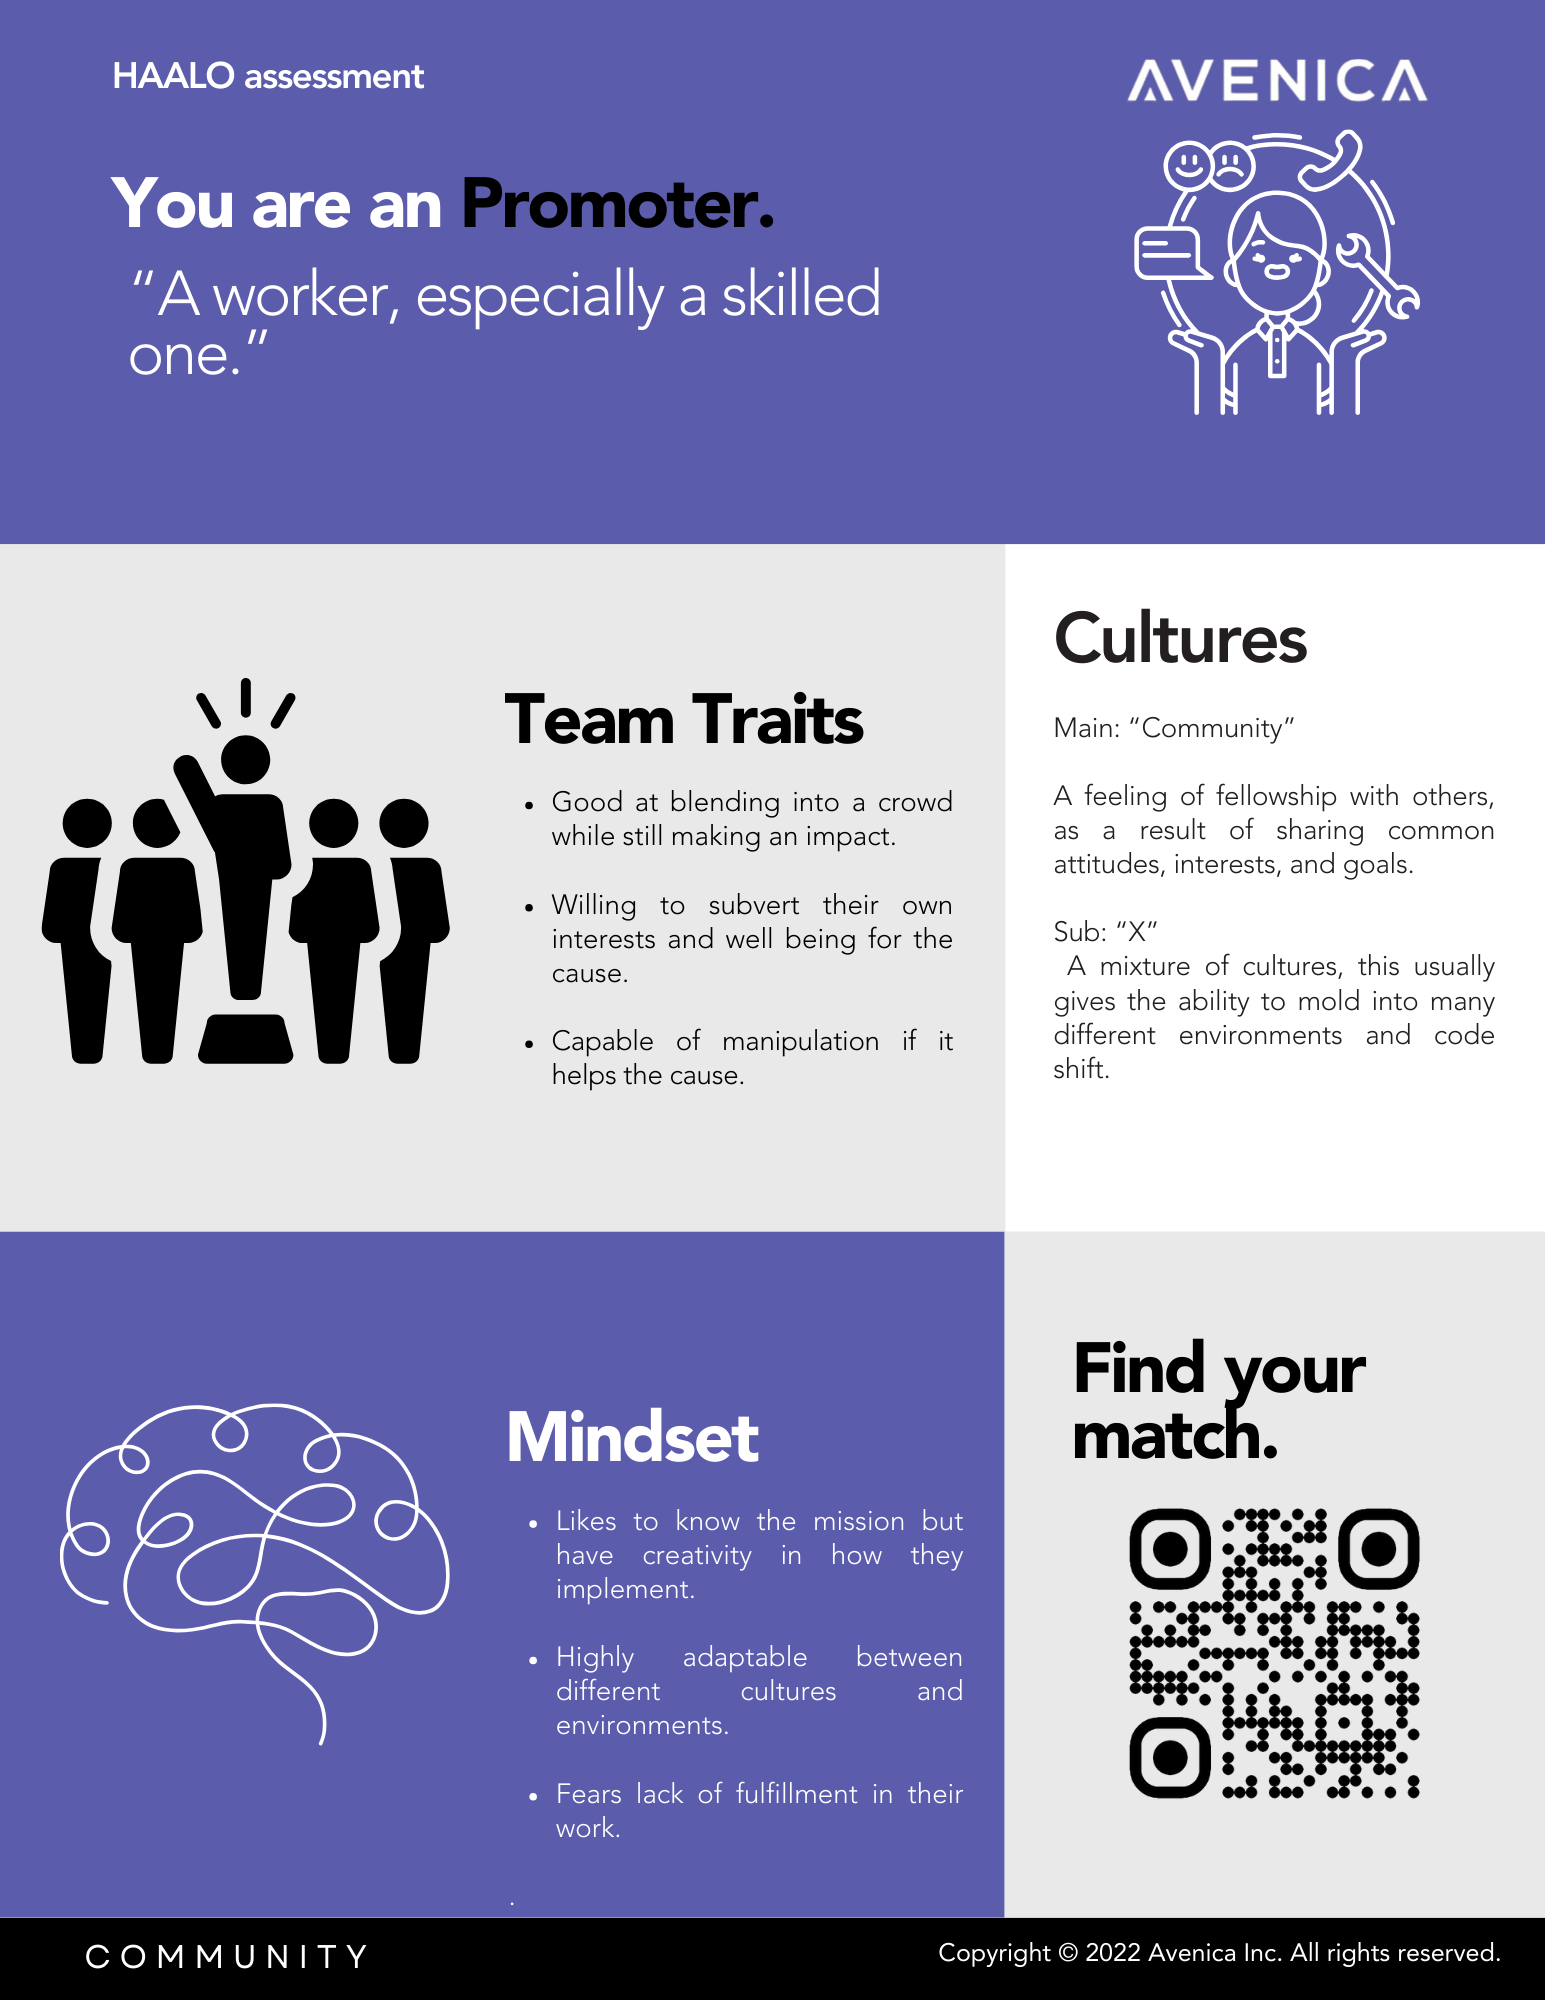 HAALO assessment
AVENICA
You are an Promoter.
“A worker, especially a skilled
one.”
Team Traits
• Good at blending into a crowd
while still making an impact.
• Willing to subvert their own
interests and well being for the
cause.
• Capable of manipulation if it
helps the cause.
Cultures
Main: “Community”
A feeling of fellowship with others,
as a result of sharing common
attitudes, interests, and goals.
Sub: “X”
A mixture of cultures, this usually
gives the ability to mold into many
different environments and code
shift.
Mindset
• Likes to know the mission but
have creativity in how they
implement.
• Highly adaptable between
different cultures and
environments.
• Fears lack of fulfillment in their
work.
.
Find your
match.
COMMUNITY
Copyright © 2022 Avenica Inc. All rights reserved.